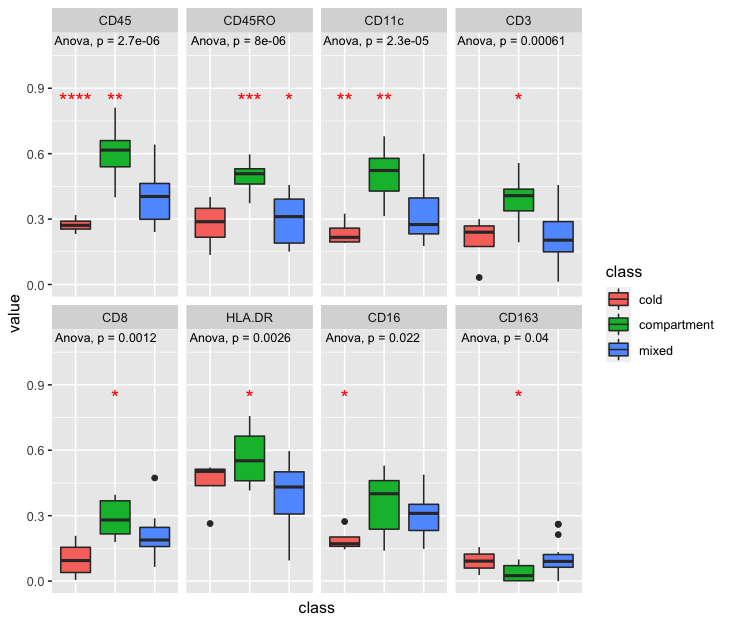 CD45 CD45RO CD11c CD3
Anova, p = 2.7e-06 Anova, p = 8e-06 Anova, p = 2.3e-05 Anova, p = 0.00061
0.9
**** ** *** * ** ** *
0.6
0.3
0.0
CD8 HLA.DR CD16 CD163
Anova, p = 0.0012 Anova, p = 0.0026 Anova, p = 0.022 Anova, p = 0.04
0.9
* * * *
0.6
0.3
0.0
value
class
class
cold
compartment
mixed